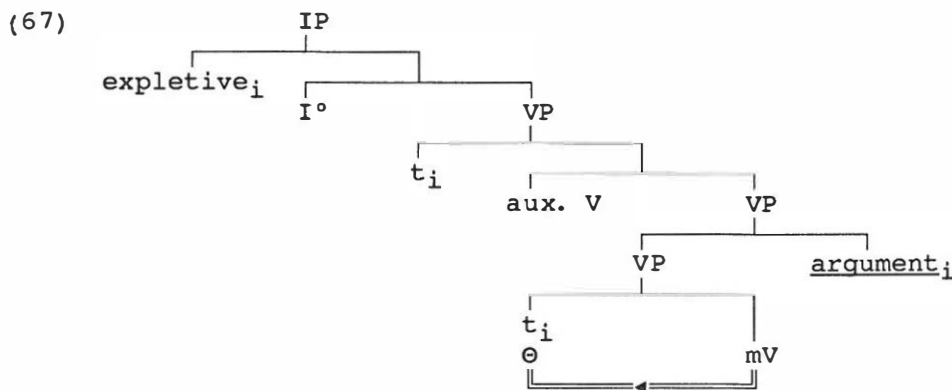 (67) IP
expletive_i
I° VP
t_i
aux. V VP
VP argument_i
t_i
Θ mV